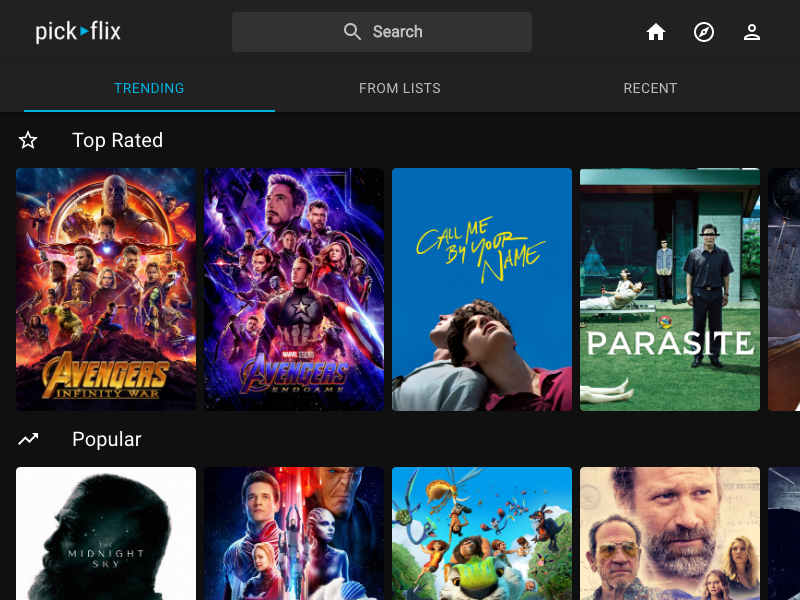 pick flix
Search
TRENDING
FROM LISTS
RECENT
Top Rated
AVENGERS
INFINITY WAR
MARVEL STUDIOS
AVENGERS
ENDGAME
CALL ME
BY YOUR
NAME
PARASITE
Popular
THE
MIDNIGHT
SKY